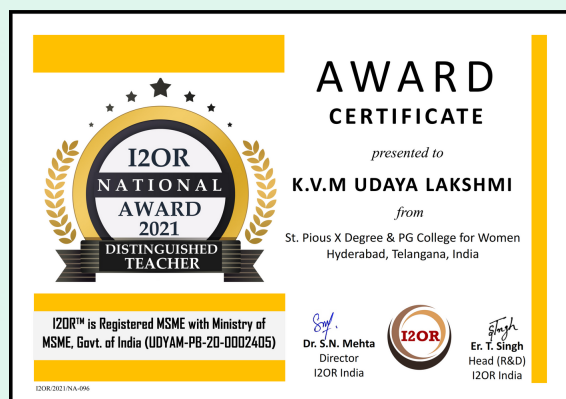 I2OR
NATIONAL
AWARD
2021
DISTINGUISHED
TEACHER
I2OR™ is Registered MSME with Ministry of
MSME, Govt. of India (UDYAM-PB-20-0002405)
I2OR/2021/NA-096
AWARD
CERTIFICATE
presented to
K.V.M UDAYA LAKSHMI
from
St. Pious X Degree & PG College for Women
Hyderabad, Telangana, India
Dr. S.N. Mehta
Director
I2OR India
I2OR
Er. T. Singh
Head (R&D)
I2OR India